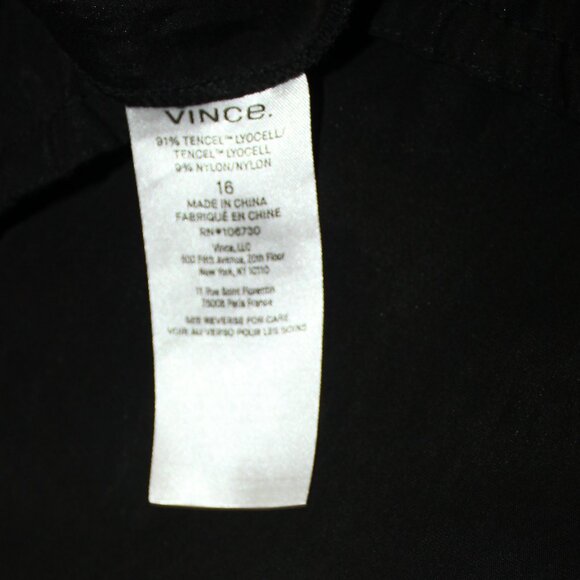 VINCE.
91% TENCEL™ LYOCELL/
TENCEL™ LYOCELL
9% NYLON/NYLON
16
MADE IN CHINA
FABRIQUÉ EN CHINE
RN#106730
Vince, LLC
500 Fifth Avenue, 20th Floor
New York, NY 10110
11 Rue Saint Florentin
75008 Paris France
SEE REVERSE FOR CARE
VOIR AU VERSO POUR LES SOINS